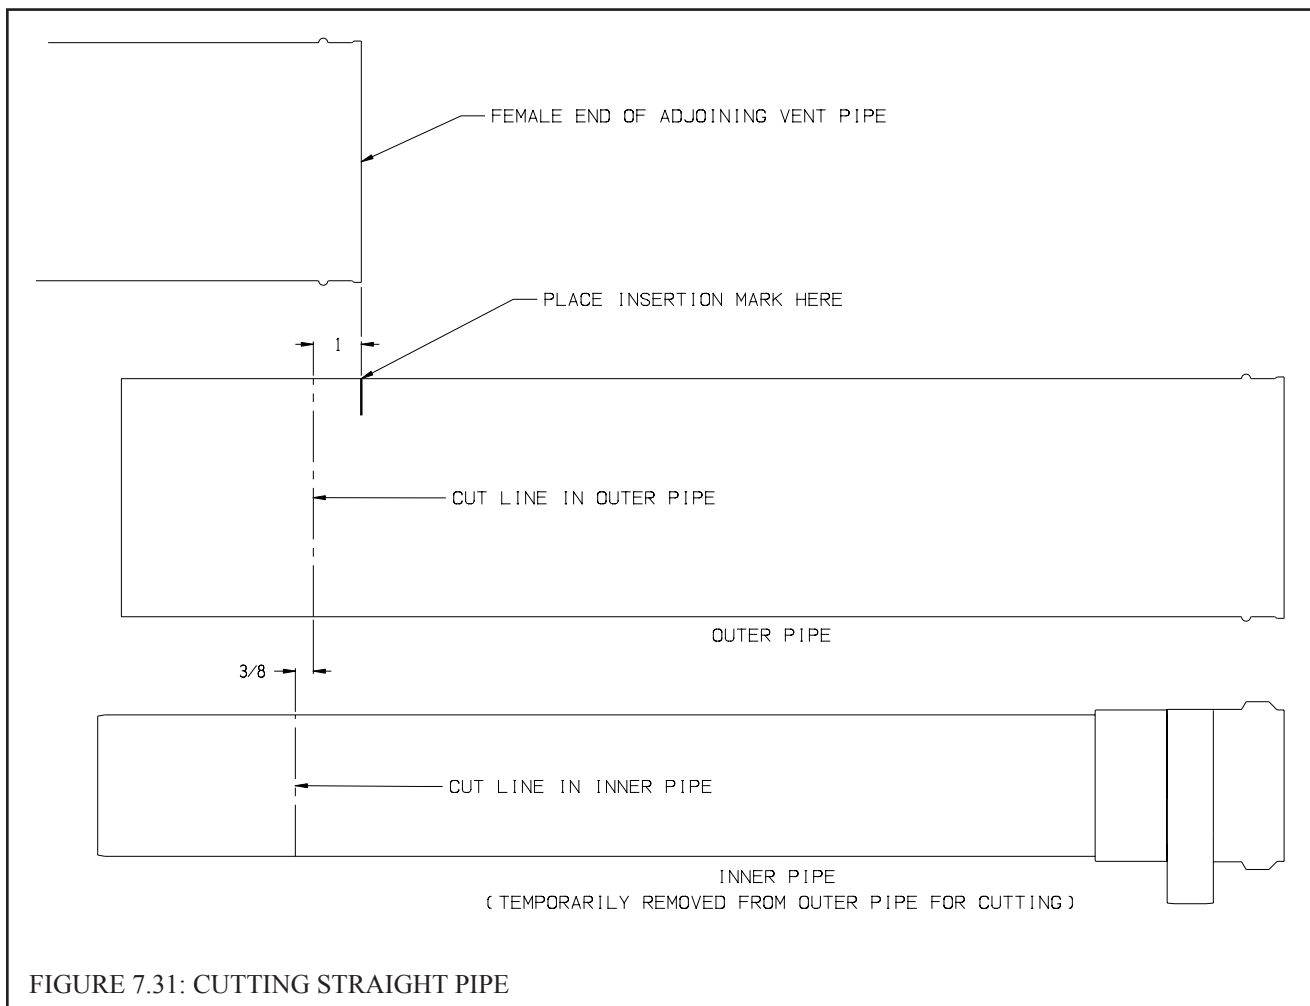 FEMALE END OF ADJOINING VENT PIPE
PLACE INSERTION MARK HERE
1
CUT LINE IN OUTER PIPE
OUTER PIPE
3/8
CUT LINE IN INNER PIPE
INNER PIPE
(TEMPORARILY REMOVED FROM OUTER PIPE FOR CUTTING)
FIGURE 7.31: CUTTING STRAIGHT PIPE